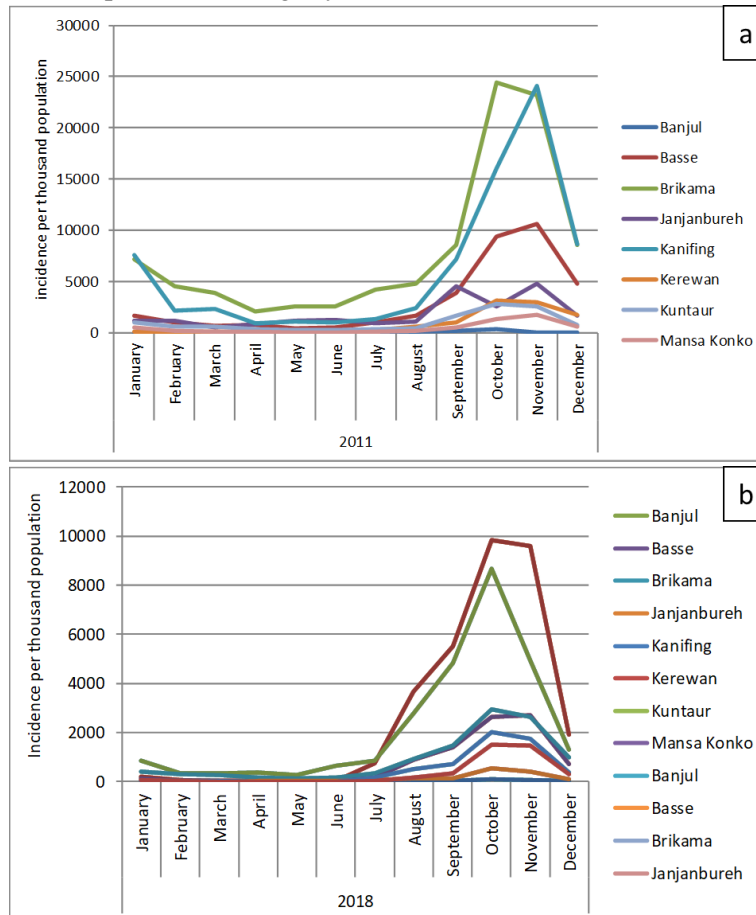 a
30000
25000
20000
15000
10000
5000
0
incidence per thousand population
January
February
March
April
May
June
July
August
September
October
November
December
2011
Banjul
Basse
Brikama
Janjanbureh
Kanifing
Kerewan
Kuntaur
Mansa Konko
b
12000
10000
8000
6000
4000
2000
0
Incidence per thousand population
January
February
March
April
May
June
July
August
September
October
November
December
2018
Banjul
Basse
Brikama
Janjanbureh
Kanifing
Kerewan
Kuntaur
Mansa Konko
Banjul
Basse
Brikama
Janjanbureh